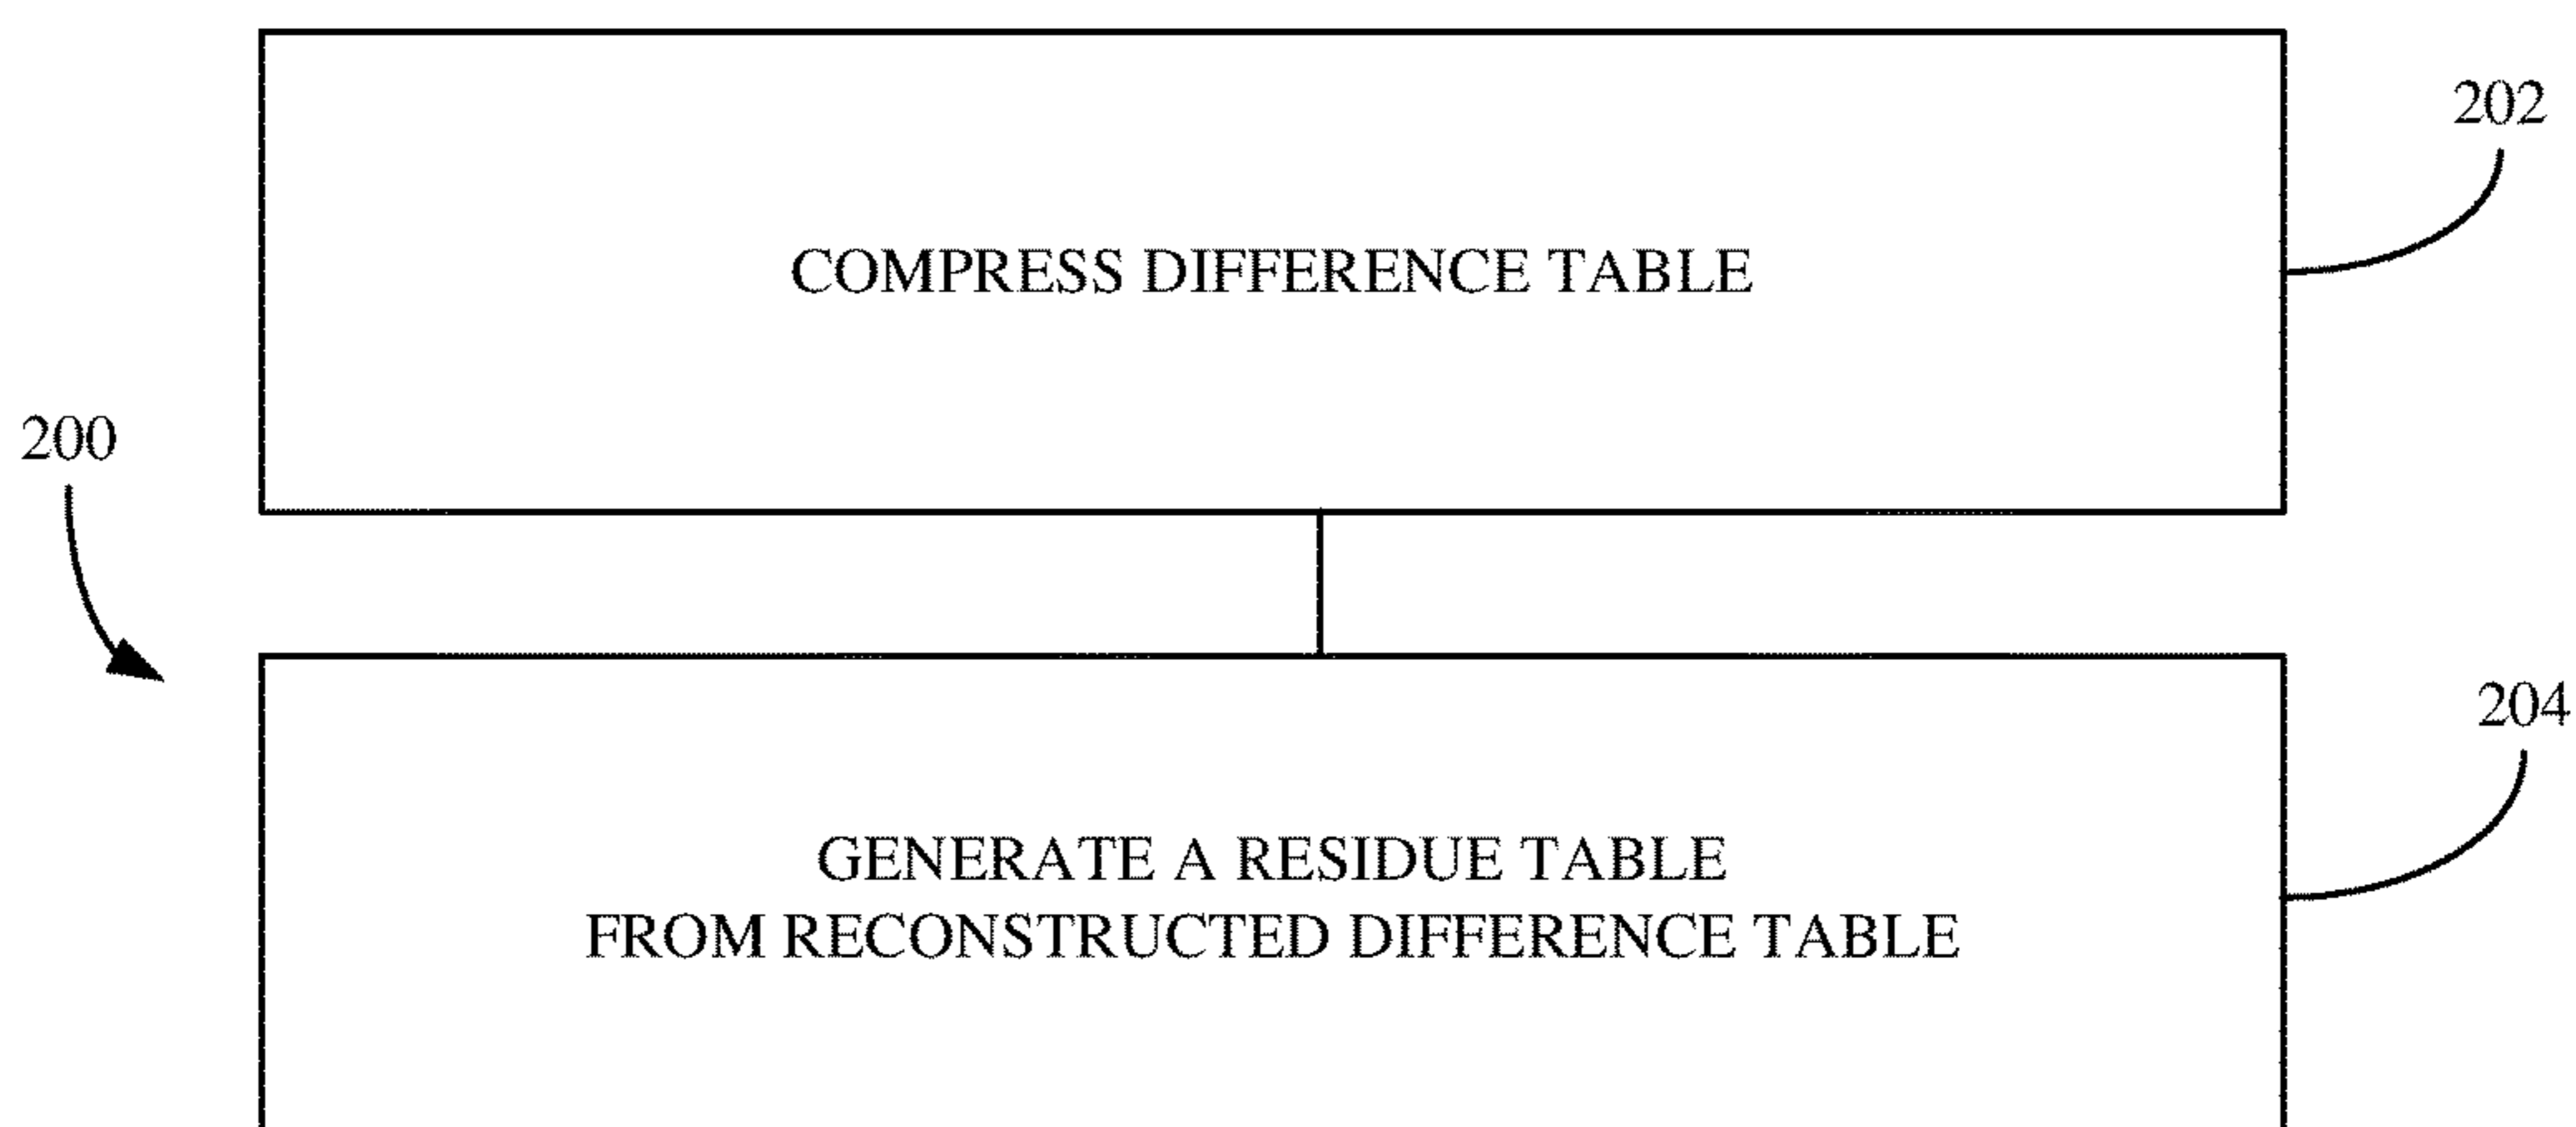 202
COMPRESS DIFFERENCE TABLE
200
204
GENERATE A RESIDUE TABLE
FROM RECONSTRUCTED DIFFERENCE TABLE